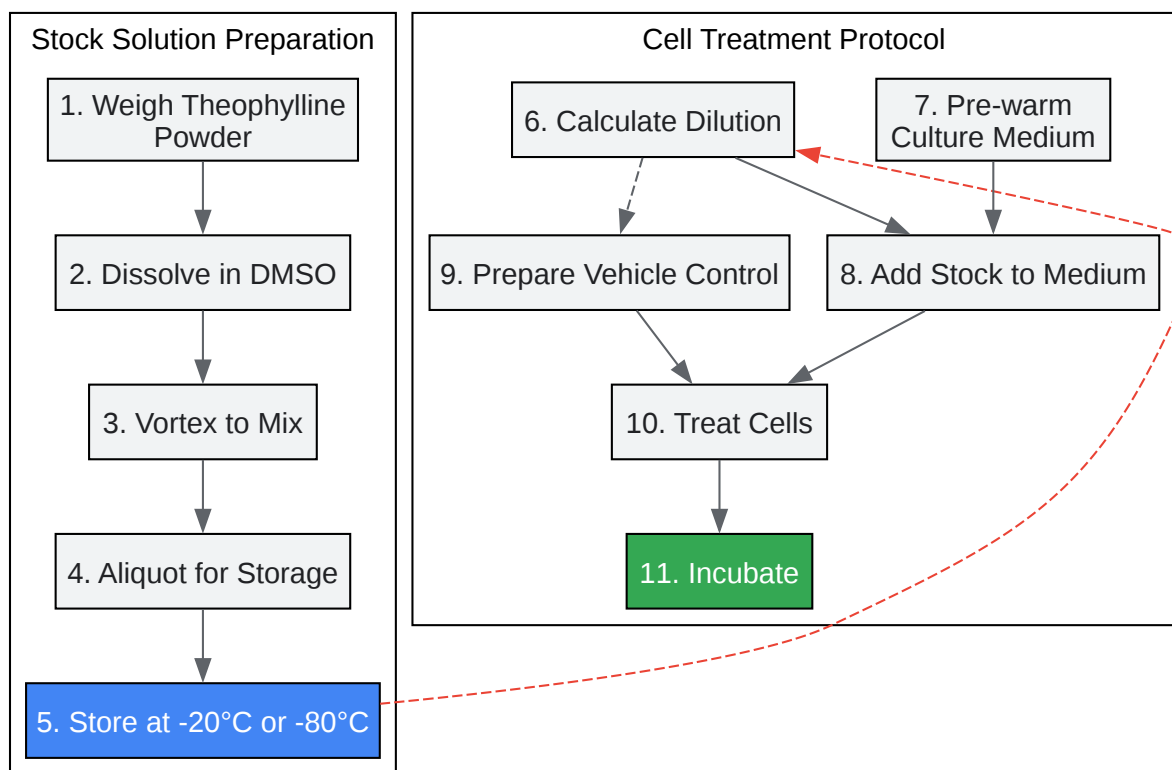 Stock Solution Preparation
1. Weigh Theophylline
Powder
2. Dissolve in DMSO
3. Vortex to Mix
4. Aliquot for Storage
5. Store at -20°C or -80°C
Cell Treatment Protocol
6. Calculate Dilution
7. Pre-warm
Culture Medium
9. Prepare Vehicle Control
8. Add Stock to Medium
10. Treat Cells
11. Incubate